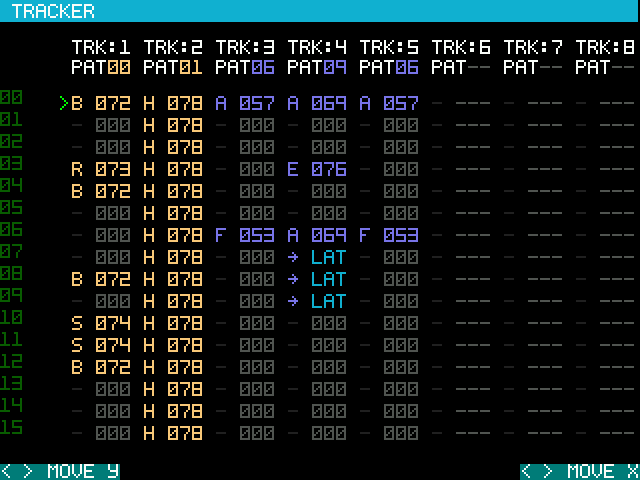 TRACKER
TRK:1 TRK:2 TRK:3 TRK:4 TRK:5 TRK:6 TRK:7 TRK:8
PAT00 PAT01 PAT06 PAT09 PAT06 PAT-- PAT-- PAT--
00 >B 072 H 078 A 057 A 069 A 057 - --- - --- - ---
01 - 000 H 078 - 000 - 000 - 000 - --- - --- - ---
02 - 000 H 078 - 000 - 000 - 000 - --- - --- - ---
03 R 073 H 078 - 000 E 076 - 000 - --- - --- - ---
04 B 072 H 078 - 000 - 000 - 000 - --- - --- - ---
05 - 000 H 078 - 000 - 000 - 000 - --- - --- - ---
06 - 000 H 078 F 053 A 069 F 053 - --- - --- - ---
07 - 000 H 078 - 000 → LAT - 000 - --- - --- - ---
08 B 072 H 078 - 000 → LAT - 000 - --- - --- - ---
09 - 000 H 078 - 000 → LAT - 000 - --- - --- - ---
10 S 074 H 078 - 000 - 000 - 000 - --- - --- - ---
11 S 074 H 078 - 000 - 000 - 000 - --- - --- - ---
12 B 072 H 078 - 000 - 000 - 000 - --- - --- - ---
13 - 000 H 078 - 000 - 000 - 000 - --- - --- - ---
14 - 000 H 078 - 000 - 000 - 000 - --- - --- - ---
15 - 000 H 078 - 000 - 000 - 000 - --- - --- - ---
< > MOVE Y < > MOVE X